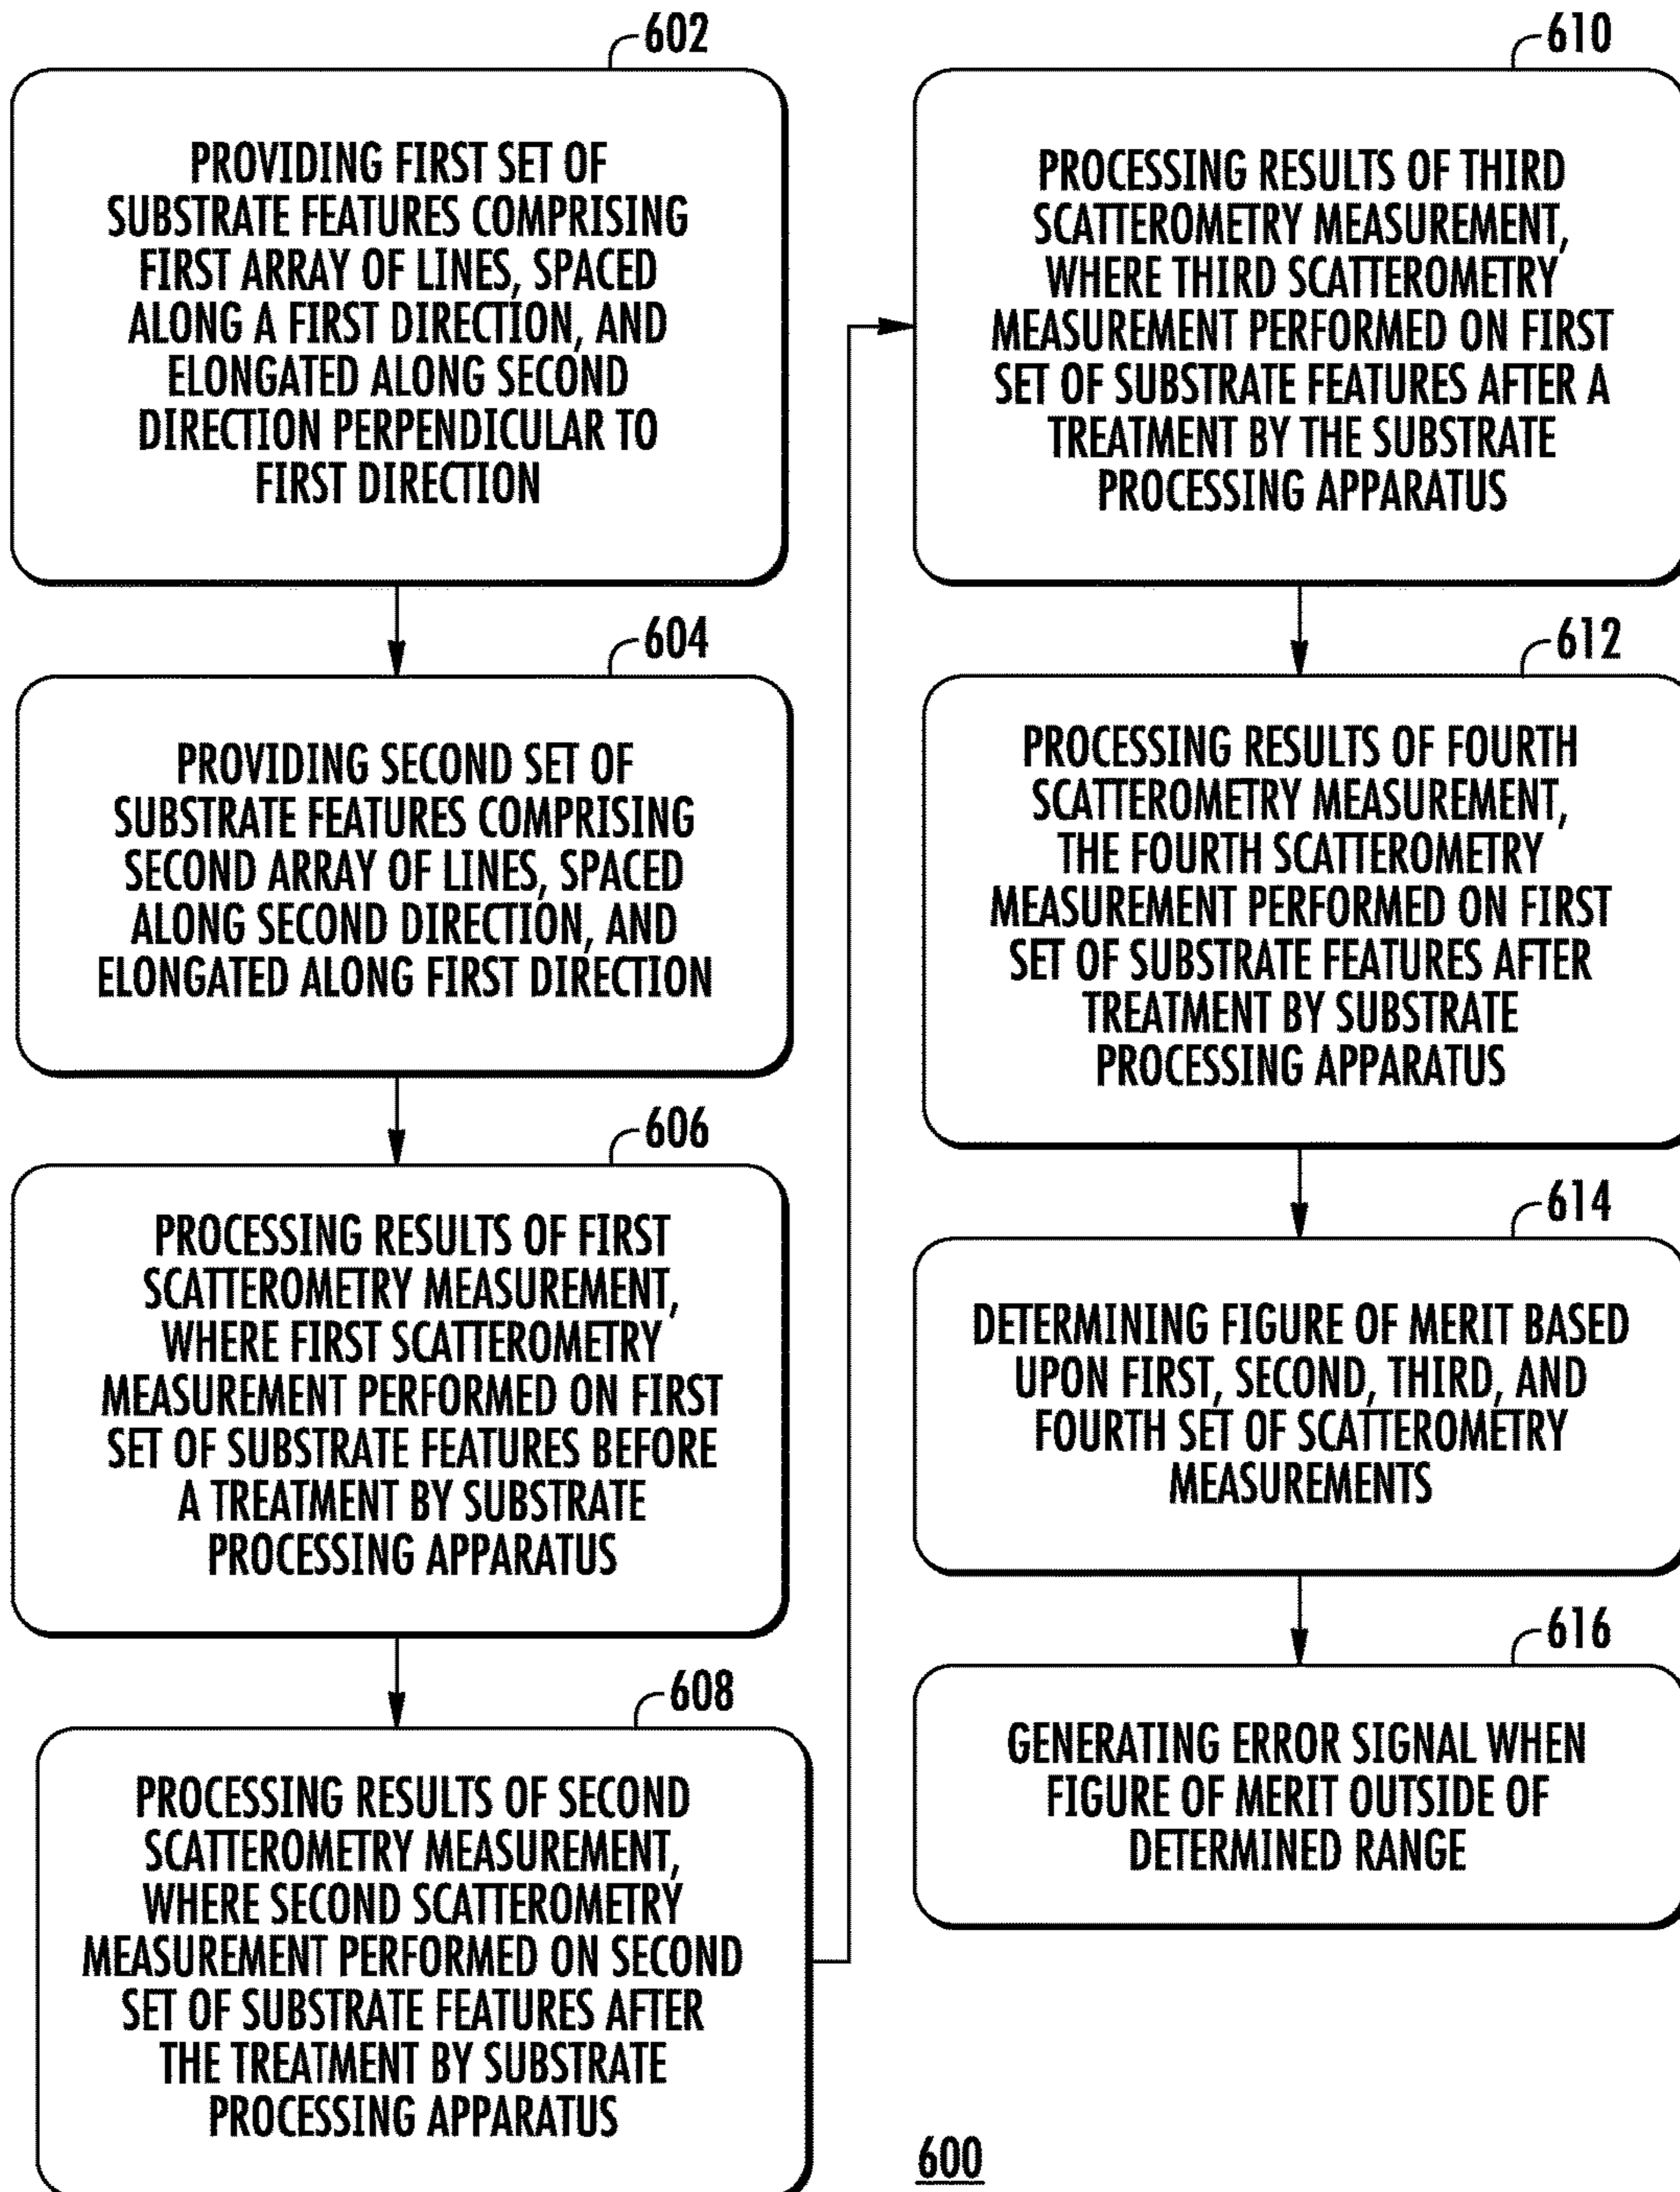 602
PROVIDING FIRST SET OF
SUBSTRATE FEATURES COMPRISING
FIRST ARRAY OF LINES, SPACED
ALONG A FIRST DIRECTION, AND
ELONGATED ALONG SECOND
DIRECTION PERPENDICULAR TO
FIRST DIRECTION
604
PROVIDING SECOND SET OF
SUBSTRATE FEATURES COMPRISING
SECOND ARRAY OF LINES, SPACED
ALONG SECOND DIRECTION, AND
ELONGATED ALONG FIRST DIRECTION
606
PROCESSING RESULTS OF FIRST
SCATTEROMETRY MEASUREMENT,
WHERE FIRST SCATTEROMETRY
MEASUREMENT PERFORMED ON FIRST
SET OF SUBSTRATE FEATURES BEFORE
A TREATMENT BY SUBSTRATE
PROCESSING APPARATUS
608
PROCESSING RESULTS OF SECOND
SCATTEROMETRY MEASUREMENT,
WHERE SECOND SCATTEROMETRY
MEASUREMENT PERFORMED ON SECOND
SET OF SUBSTRATE FEATURES AFTER
THE TREATMENT BY SUBSTRATE
PROCESSING APPARATUS
610
PROCESSING RESULTS OF THIRD
SCATTEROMETRY MEASUREMENT,
WHERE THIRD SCATTEROMETRY
MEASUREMENT PERFORMED ON FIRST
SET OF SUBSTRATE FEATURES AFTER A
TREATMENT BY THE SUBSTRATE
PROCESSING APPARATUS
612
PROCESSING RESULTS OF FOURTH
SCATTEROMETRY MEASUREMENT,
THE FOURTH SCATTEROMETRY
MEASUREMENT PERFORMED ON FIRST
SET OF SUBSTRATE FEATURES AFTER
TREATMENT BY SUBSTRATE
PROCESSING APPARATUS
614
DETERMINING FIGURE OF MERIT BASED
UPON FIRST, SECOND, THIRD, AND
FOURTH SET OF SCATTEROMETRY
MEASUREMENTS
616
GENERATING ERROR SIGNAL WHEN
FIGURE OF MERIT OUTSIDE OF
DETERMINED RANGE
600